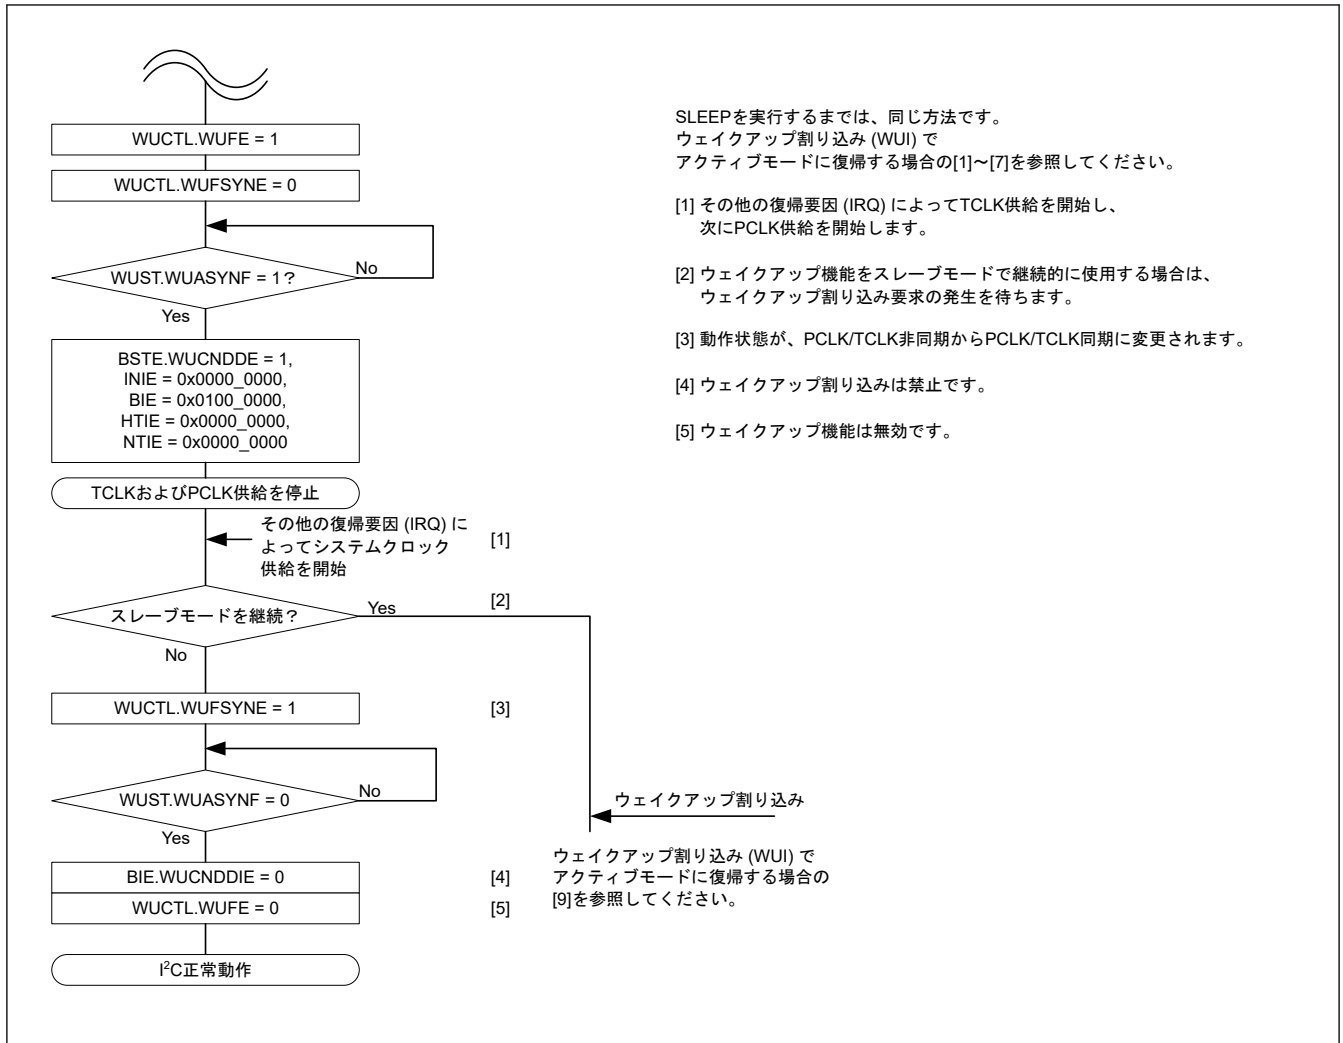 WUCTL.WUFE = 1
WUCTL.WUFSYNE = 0
WUST.WUASYNF = 1？
No
Yes
BSTE.WUCNDDE = 1,
INIE = 0x0000_0000,
BIE = 0x0100_0000,
HTIE = 0x0000_0000,
NTIE = 0x0000_0000
TCLKおよびPCLK供給を停止
その他の復帰要因 (IRQ) に
よってシステムクロック
供給を開始
[1]
スレーブモードを継続？
Yes
[2]
No
WUCTL.WUFSYNE = 1
[3]
WUST.WUASYNF = 0
No
Yes
ウェイクアップ割り込み
BIE.WUCNDDIE = 0
[4]
WUCTL.WUFE = 0
[5]
ウェイクアップ割り込み (WUI) で
アクティブモードに復帰する場合の
[9]を参照してください。
I²C正常動作
SLEEPを実行するまでは、同じ方法です。
ウェイクアップ割り込み (WUI) で
アクティブモードに復帰する場合の[1]～[7]を参照してください。
[1] その他の復帰要因 (IRQ) によってTCLK供給を開始し、
次にPCLK供給を開始します。
[2] ウェイクアップ機能をスレーブモードで継続的に使用する場合は、
ウェイクアップ割り込み要求の発生を待ちます。
[3] 動作状態が、PCLK/TCLK非同期からPCLK/TCLK同期に変更されます。
[4] ウェイクアップ割り込みは禁止です。
[5] ウェイクアップ機能は無効です。